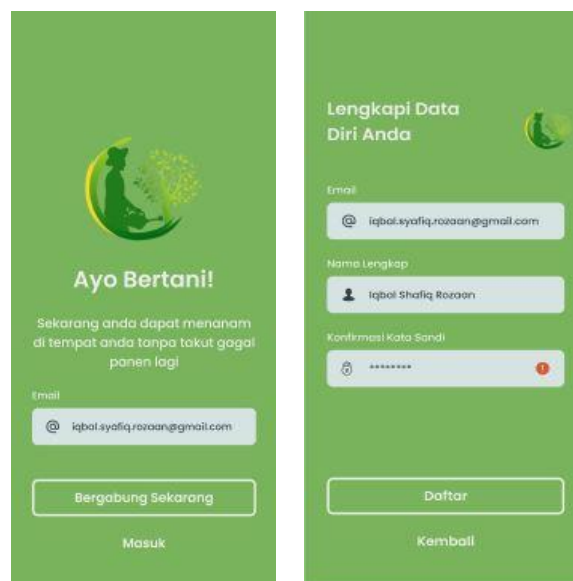 Ayo Bertani!
Sekarang anda dapat menanam
di tempat anda tanpa takut gagal
panen lagi
Email
@ iqbal.syafiq.rozaan@gmail.com
Bergabung Sekarang
Masuk
Lengkapi Data
Diri Anda
Email
@ iqbal.syafiq.rozaan@gmail.com
Nama Lengkap
Iqbal Shafiq Rozaan
Konfirmasi Kata Sandi
********
Daftar
Kembali